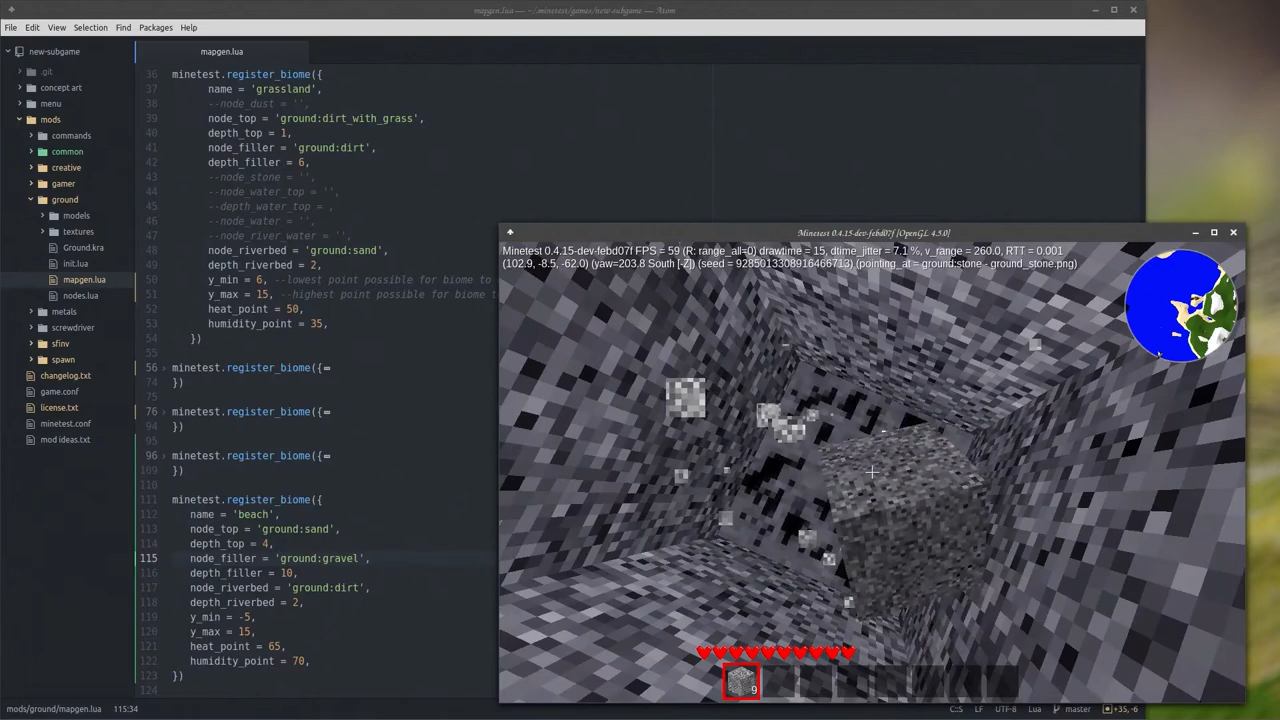 mapgen.lua — ~/.minetest/games/new-subgame — Atom
File Edit View Selection Find Packages Help
new-subgame
.git
concept art
menu
mods
commands
common
creative
gamer
ground
models
textures
Ground.kra
init.lua
mapgen.lua
nodes.lua
metals
screwdriver
sfinv
spawn
changelog.txt
game.conf
license.txt
minetest.conf
mod ideas.txt
mapgen.lua
36 minetest.register_biome({
37 name = 'grassland',
38 --node_dust = '',
39 node_top = 'ground:dirt_with_grass',
40 depth_top = 1,
41 node_filler = 'ground:dirt',
42 depth_filler = 6,
43 --node_stone = '',
44 --node_water_top = '',
45 --depth_water_top = ,
46 --node_water = '',
47 --node_river_water = '',
48 node_riverbed = 'ground:sand',
49 depth_riverbed = 2,
50 y_min = 6, --lowest point possible for biome to
51 y_max = 15, --highest point possible for biome t
52 heat_point = 50,
53 humidity_point = 35,
54 })
55
56 minetest.register_biome({
74 })
75
76 minetest.register_biome({
94 })
95
96 minetest.register_biome({
109 })
110
111 minetest.register_biome({
112 name = 'beach',
113 node_top = 'ground:sand',
114 depth_top = 4,
115 node_filler = 'ground:gravel',
116 depth_filler = 10,
117 node_riverbed = 'ground:dirt',
118 depth_riverbed = 2,
119 y_min = -5,
120 y_max = 15,
121 heat_point = 65,
122 humidity_point = 70,
123 })
124
Minetest 0.4.15-dev-febd07f [OpenGL 4.5.0]
Minetest 0.4.15-dev-febd07f FPS = 59 (R: range_all=0) drawtime = 15, dtime_jitter = 7.1 %, v_range = 260.0, RTT = 0.001
(102.9, -8.5, -62.0) (yaw=203.8 South [-Z]) (seed = 9285013308916466713) (pointing_at = ground:stone - ground_stone.png)
9
mods/ground/mapgen.lua 115:34 C::S LF UTF-8 Lua master +35, -6